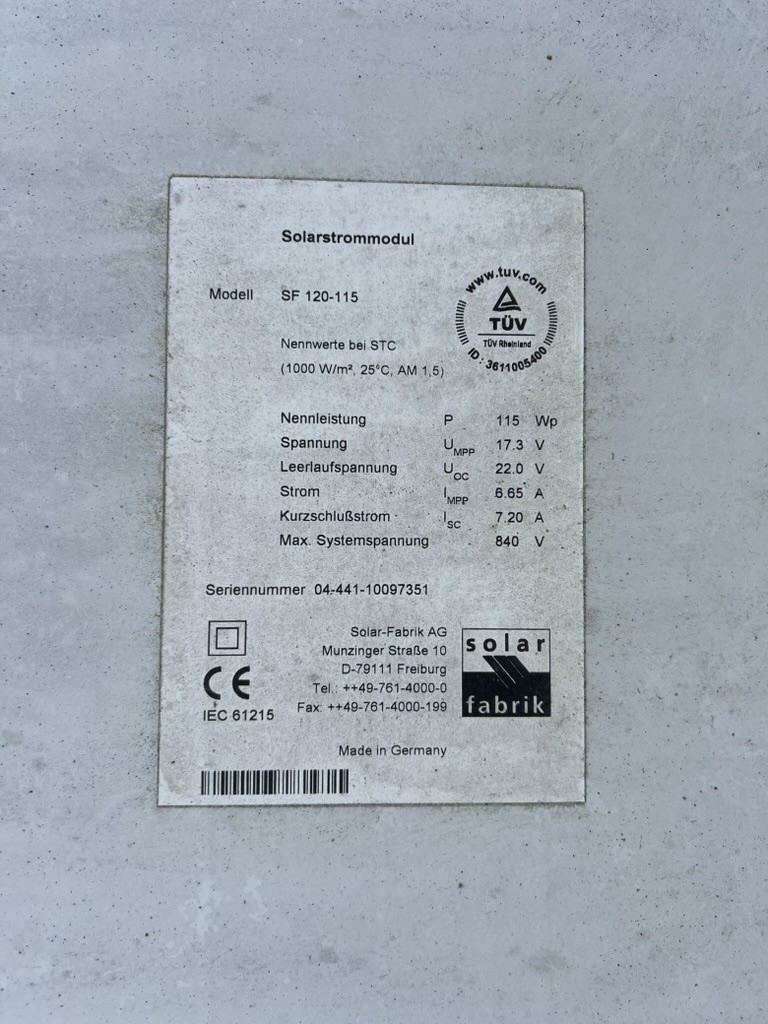 Solarstrommodul
Modell SF 120-115
www.tuv.com
TÜV
TÜV Rheinland
ID: 3611005400
Nennwerte bei STC
(1000 W/m², 25°C, AM 1,5)
Nennleistung P 115 Wp
Spannung UMPP 17.3 V
Leerlaufspannung UOC 22.0 V
Strom IMPP 6.65 A
Kurzschlußstrom ISC 7.20 A
Max. Systemspannung 840 V
Seriennummer 04-441-10097351
Solar-Fabrik AG
Munzinger Straße 10
D-79111 Freiburg
Tel.: ++49-761-4000-0
Fax: ++49-761-4000-199
CE
IEC 61215
solar
fabrik
Made in Germany